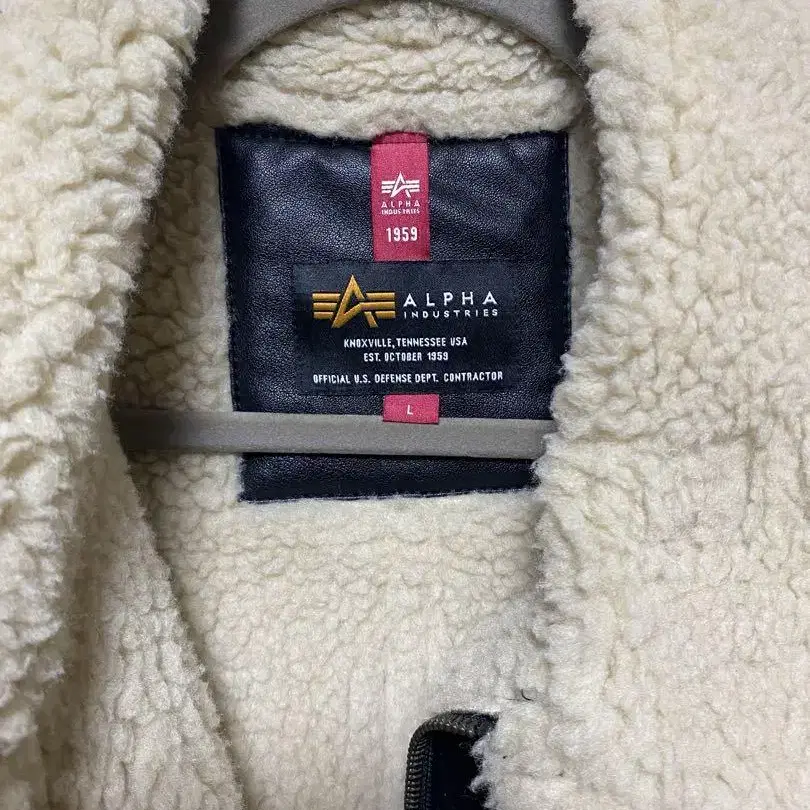 ALPHA
INDUSTRIES
1959
ALPHA
INDUSTRIES
KNOXVILLE, TENNESSEE USA
EST. OCTOBER 1959
OFFICIAL U.S. DEFENSE DEPT. CONTRACTOR
L